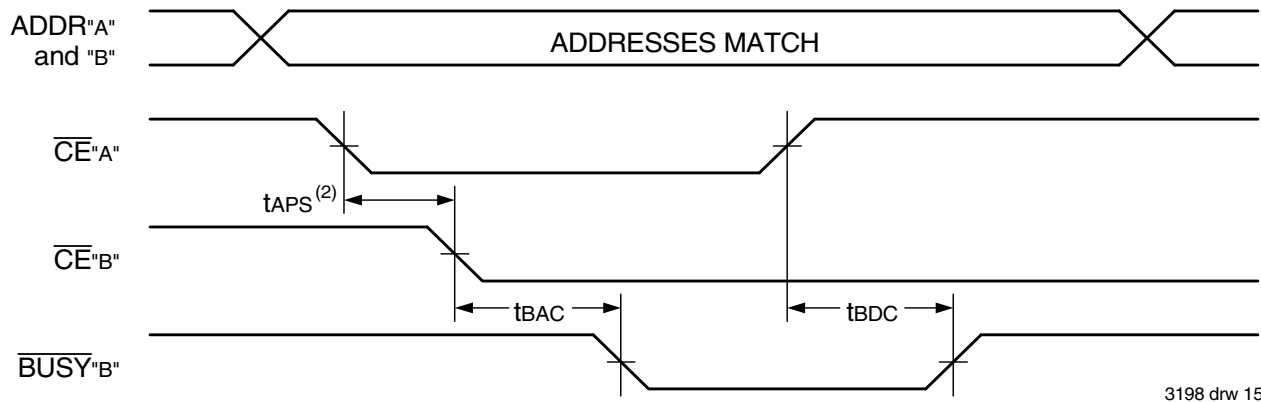 ADDR"A"
and "B"
ADDRESSES MATCH
CE"A"
tAPS(2)
CE"B"
tBAC
tBDC
BUSY"B"
3198 drw 15